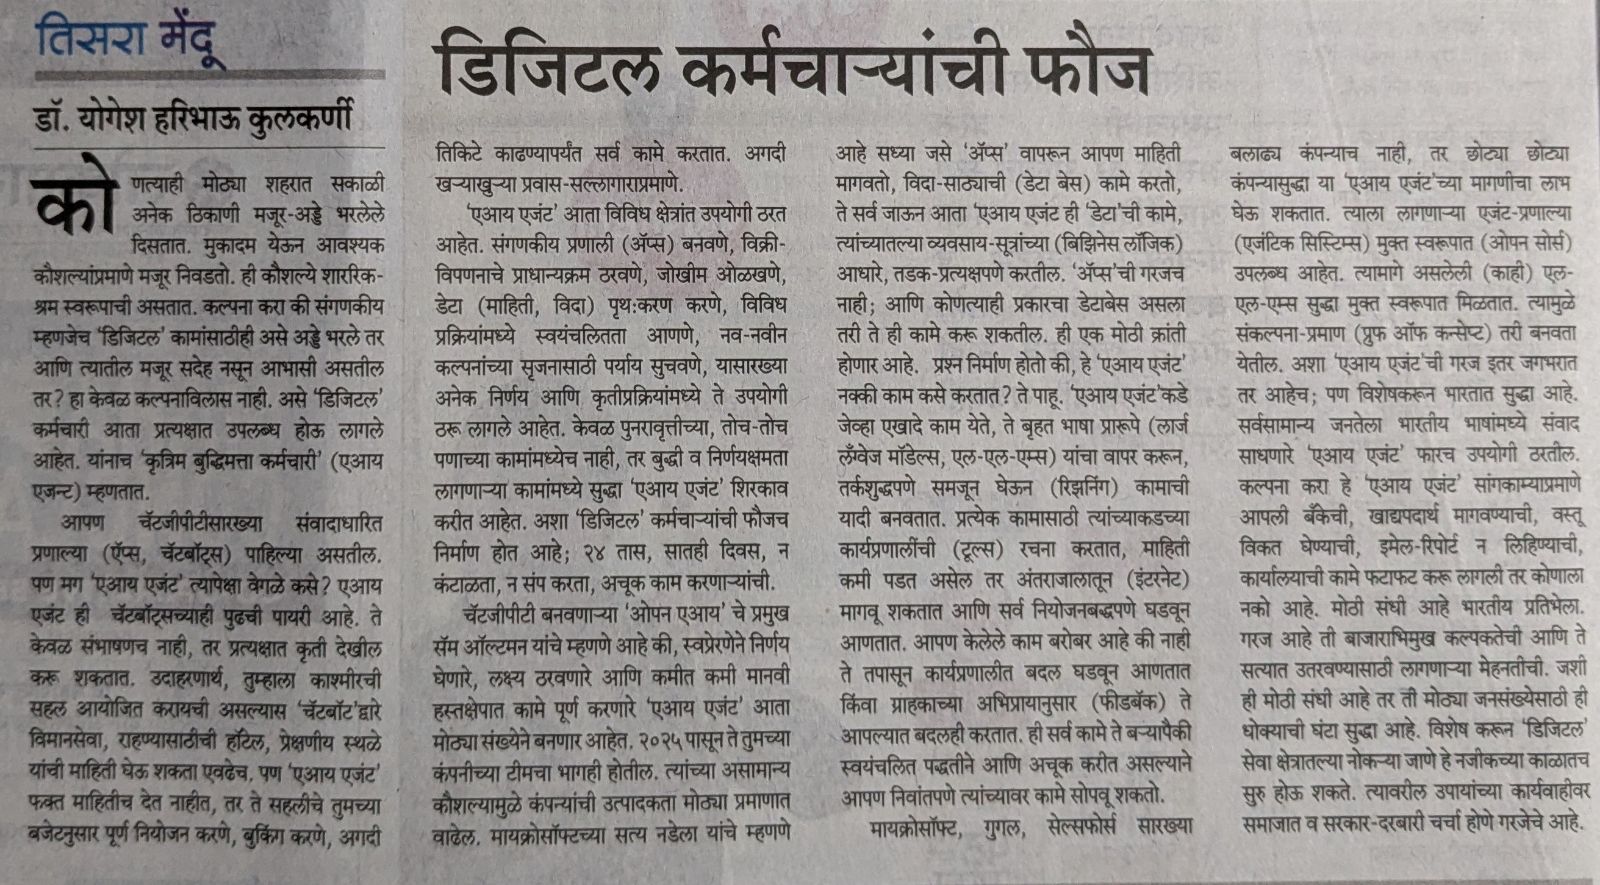 तिसरा मेंदू
डॉ. योगेश हरिभाऊ कुलकर्णी
डिजिटल कर्मचाऱ्यांची फौज
कोणत्याही मोठ्या शहरात सकाळी
अनेक ठिकाणी मजूर-अड्डे भरलेले
दिसतात. मुकादम येऊन आवश्यक
कौशल्यांप्रमाणे मजूर निवडतो. ही कौशल्ये शाररिक-
श्रम स्वरूपाची असतात. कल्पना करा की संगणकीय
म्हणजेच 'डिजिटल' कामांसाठीही असे अड्डे भरले तर
आणि त्यातील मजूर सदेह नसून आभासी असतील
तर? हा केवळ कल्पनाविलास नाही. असे 'डिजिटल'
कर्मचारी आता प्रत्यक्षात उपलब्ध होऊ लागले
आहेत. यांनाच 'कृत्रिम बुद्धिमत्ता कर्मचारी' (एआय
एजन्ट) म्हणतात.
आपण चॅटजीपीटीसारख्या संवादाधारित
प्रणाल्या (ऍप्स, चॅटबॉट्स) पाहिल्या असतील.
पण मग 'एआय एजंट' त्यापेक्षा वेगळे कसे? एआय
एजंट ही चॅटबॉट्सच्याही पुढची पायरी आहे. ते
केवळ संभाषणच नाही, तर प्रत्यक्षात कृती देखील
करू शकतात. उदाहरणार्थ, तुम्हाला काश्मीरची
सहल आयोजित करायची असल्यास 'चॅटबॉट'द्वारे
विमानसेवा, राहण्यासाठीची हॉटेल, प्रेक्षणीय स्थळे
यांची माहिती घेऊ शकता एवढेच. पण 'एआय एजंट'
फक्त माहितीच देत नाहीत, तर ते सहलीचे तुमच्या
बजेटनुसार पूर्ण नियोजन करणे, बुकिंग करणे, अगदी
तिकिटे काढण्यापर्यंत सर्व कामे करतात. अगदी
खऱ्याखुऱ्या प्रवास-सल्लागाराप्रमाणे.
'एआय एजंट' आता विविध क्षेत्रांत उपयोगी ठरत
आहेत. संगणकीय प्रणाली (ॲप्स) बनवणे, विक्री-
विपणनाचे प्राधान्यक्रम ठरवणे, जोखीम ओळखणे,
डेटा (माहिती, विदा) पृथःकरण करणे, विविध
प्रक्रियांमध्ये स्वयंचलितता आणणे, नव-नवीन
कल्पनांच्या सृजनासाठी पर्याय सुचवणे, यासारख्या
अनेक निर्णय आणि कृतीप्रक्रियांमध्ये ते उपयोगी
ठरू लागले आहेत. केवळ पुनरावृत्तीच्या, तोच-तोच
पणाच्या कामांमध्येच नाही, तर बुद्धी व निर्णयक्षमता
लागणाऱ्या कामांमध्ये सुद्धा 'एआय एजंट' शिरकाव
करीत आहेत. अशा 'डिजिटल' कर्मचाऱ्यांची फौजच
निर्माण होत आहे; २४ तास, सातही दिवस, न
कंटाळता, न संप करता, अचूक काम करणाऱ्यांची.
चॅटजीपीटी बनवणाऱ्या 'ओपन एआय' चे प्रमुख
सॅम ऑल्टमन यांचे म्हणणे आहे की, स्वप्रेरणेने निर्णय
घेणारे, लक्ष्य ठरवणारे आणि कमीत कमी मानवी
हस्तक्षेपात कामे पूर्ण करणारे 'एआय एजंट' आता
मोठ्या संख्येने बनणार आहेत. २०२५ पासून ते तुमच्या
कंपनीच्या टीमचा भागही होतील. त्यांच्या असामान्य
कौशल्यामुळे कंपन्यांची उत्पादकता मोठ्या प्रमाणात
वाढेल. मायक्रोसॉफ्टच्या सत्य नडेला यांचे म्हणणे
आहे सध्या जसे 'ॲप्स' वापरून आपण माहिती
मागवतो, विदा-साठ्याची (डेटा बेस) कामे करतो,
ते सर्व जाऊन आता 'एआय एजंट ही 'डेटा'ची कामे,
त्यांच्यातल्या व्यवसाय-सूत्रांच्या (बिझिनेस लॉजिक)
आधारे, तडक-प्रत्यक्षपणे करतील. 'ॲप्स'ची गरजच
नाही; आणि कोणत्याही प्रकारचा डेटाबेस असला
तरी ते ही कामे करू शकतील. ही एक मोठी क्रांती
होणार आहे. प्रश्न निर्माण होतो की, हे 'एआय एजंट'
नक्की काम कसे करतात? ते पाहू. 'एआय एजंट'कडे
जेव्हा एखादे काम येते, ते बृहत भाषा प्रारूपे (लार्ज
लँग्वेज मॉडेल्स, एल-एल-एम्स) यांचा वापर करून,
तर्कशुद्धपणे समजून घेऊन (रिझनिंग) कामाची
यादी बनवतात. प्रत्येक कामासाठी त्यांच्याकडच्या
कार्यप्रणालींची (टूल्स) रचना करतात, माहिती
कमी पडत असेल तर अंतराजालातून (इंटरनेट)
मागवू शकतात आणि सर्व नियोजनबद्धपणे घडवून
आणतात. आपण केलेले काम बरोबर आहे की नाही
ते तपासून कार्यप्रणालीत बदल घडवून आणतात
किंवा ग्राहकाच्या अभिप्रायानुसार (फीडबॅक) ते
आपल्यात बदलही करतात. ही सर्व कामे ते बऱ्यापैकी
स्वयंचलित पद्धतीने आणि अचूक करीत असल्याने
आपण निवांतपणे त्यांच्यावर कामे सोपवू शकतो.
मायक्रोसॉफ्ट, गुगल, सेल्सफोर्स सारख्या
बलाढ्य कंपन्याच नाही, तर छोट्या छोट्या
कंपन्यासुद्धा या 'एआय एजंट'च्या मागणीचा लाभ
घेऊ शकतात. त्याला लागणाऱ्या एजंट-प्रणाल्या
(एजंटिक सिस्टिम्स) मुक्त स्वरूपात (ओपन सोर्स)
उपलब्ध आहेत. त्यामागे असलेली (काही) एल-
एल-एम्स सुद्धा मुक्त स्वरूपात मिळतात. त्यामुळे
संकल्पना-प्रमाण (प्रुफ ऑफ कन्सेप्ट) तरी बनवता
येतील. अशा 'एआय एजंट'ची गरज इतर जगभरात
तर आहेच; पण विशेषकरून भारतात सुद्धा आहे.
सर्वसामान्य जनतेला भारतीय भाषांमध्ये संवाद
साधणारे 'एआय एजंट' फारच उपयोगी ठरतील.
कल्पना करा हे 'एआय एजंट' सांगकाम्याप्रमाणे
आपली बँकेची, खाद्यपदार्थ मागवण्याची, वस्तू
विकत घेण्याची, इमेल-रिपोर्ट न लिहिण्याची,
कार्यालयाची कामे फटाफट करू लागली तर कोणाला
नको आहे. मोठी संधी आहे भारतीय प्रतिभेला.
गरज आहे ती बाजाराभिमुख कल्पकतेची आणि ते
सत्यात उतरवण्यासाठी लागणाऱ्या मेहनतीची. जशी
ही मोठी संधी आहे तर ती मोठ्या जनसंख्येसाठी ही
धोक्याची घंटा सुद्धा आहे. विशेष करून 'डिजिटल'
सेवा क्षेत्रातल्या नोकऱ्या जाणे हे नजीकच्या काळातच
सुरु होऊ शकते. त्यावरील उपायांच्या कार्यवाहीवर
समाजात व सरकार-दरबारी चर्चा होणे गरजेचे आहे.